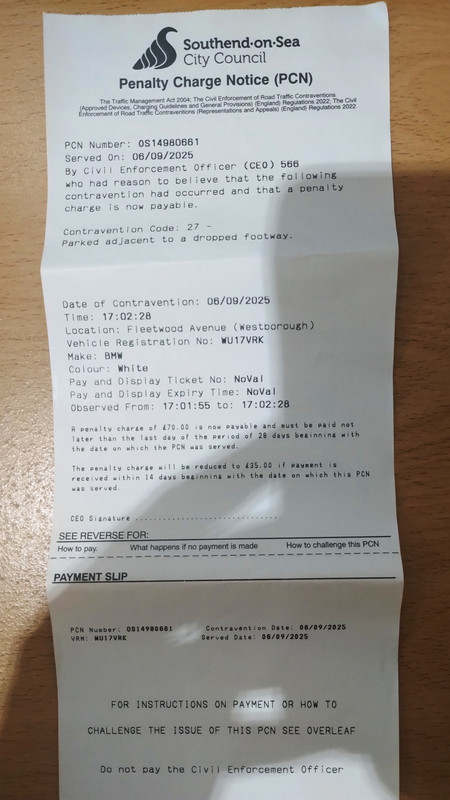 Southend-on-Sea
City Council
Penalty Charge Notice (PCN)
The Traffic Management Act 2004; The Civil Enforcement of Road Traffic Contraventions
(Approved Devices, Charging Guidelines and General Provisions) (England) Regulations 2022; The Civil
Enforcement of Road Traffic Contraventions (Representations and Appeals) (England) Regulations 2022
PCN Number: OS14980661
Served On: 06/09/2025
By Civil Enforcement Officer (CEO) 566
who had reason to believe that the following
contravention had occurred and that a penalty
charge is now payable.
Contravention Code: 27 -
Parked adjacent to a dropped footway.
Date of Contravention: 06/09/2025
Time: 17:02:28
Location: Fleetwood Avenue (Westborough)
Vehicle Registration No: WU17VRK
Make: BMW
Colour: White
Pay and Display Ticket No: NoVal
Pay and Display Expiry Time: NoVal
Observed From: 17:01:55 to: 17:02:28
A penalty charge of £70.00 is now payable and must be paid not
later than the last day of the period of 28 days beginning with
the date on which the PCN was served.
The penalty charge will be reduced to £35.00 if payment is
received within 14 days beginning with the date on which this PCN
was served.
CEO Signature ................................
SEE REVERSE FOR:
How to pay. What happens if no payment is made How to challenge this PCN
PAYMENT SLIP
PCN Number: OS14980661 Contravention Date: 06/09/2025
VRM: WU17VRK Served Date: 06/09/2025
FOR INSTRUCTIONS ON PAYMENT OR HOW TO
CHALLENGE THE ISSUE OF THIS PCN SEE OVERLEAF
Do not pay the Civil Enforcement Officer